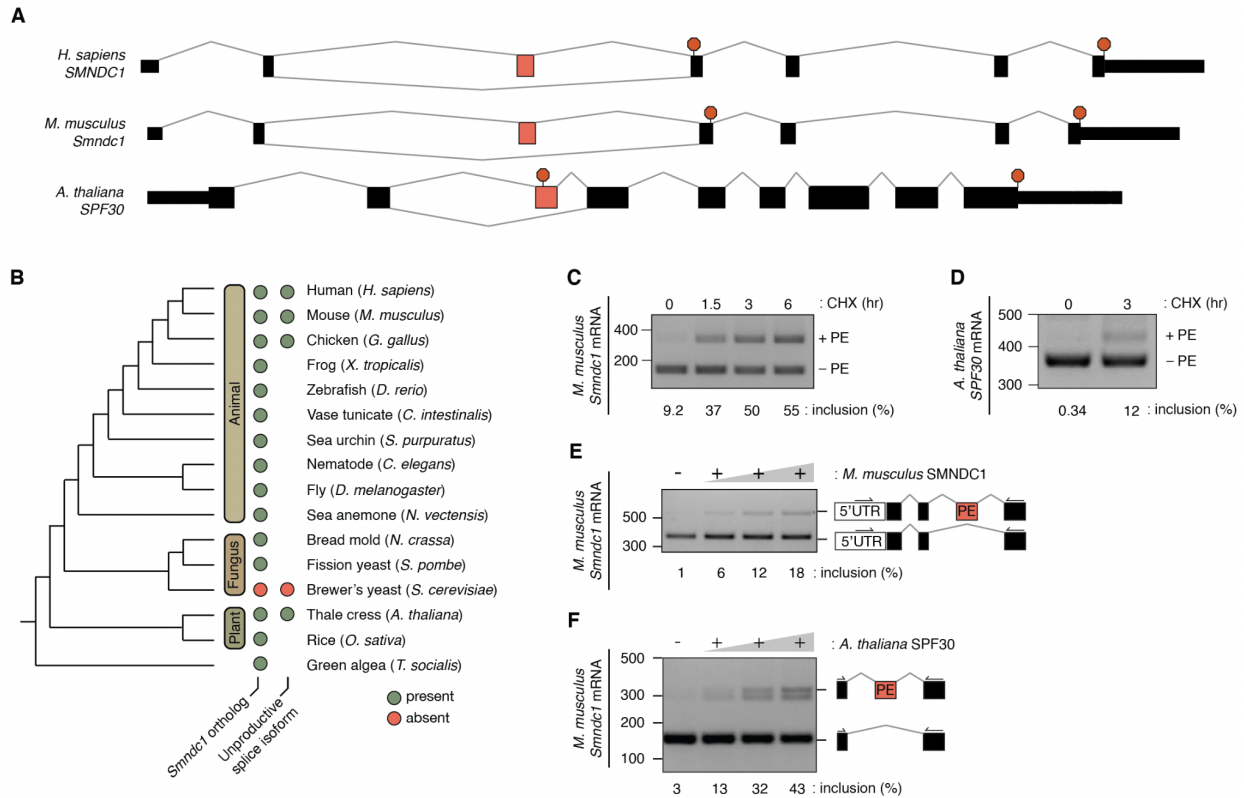 A
H. sapiens
SMNDC1
M. musculus
Smndc1
A. thaliana
SPF30
B
Animal
Fungus
Plant
Human (H. sapiens)
Mouse (M. musculus)
Chicken (G. gallus)
Frog (X. tropicalis)
Zebrafish (D. rerio)
Vase tunicate (C. intestinalis)
Sea urchin (S. purpuratus)
Nematode (C. elegans)
Fly (D. melanogaster)
Sea anemone (N. vectensis)
Bread mold (N. crassa)
Fission yeast (S. pombe)
Brewer's yeast (S. cerevisiae)
Thale cress (A. thaliana)
Rice (O. sativa)
Green algea (T. socialis)
Smndc1 ortholog
Unproductive
splice isoform
present
absent
C
M. musculus
Smndc1 mRNA
0 1.5 3 6 : CHX (hr)
400
200
+ PE
– PE
9.2 37 50 55 : inclusion (%)
D
A. thaliana
SPF30 mRNA
0 3 : CHX (hr)
500
400
300
+ PE
– PE
0.34 12 : inclusion (%)
E
M. musculus
Smndc1 mRNA
- + + + : M. musculus SMNDC1
500
300
5'UTR PE
5'UTR
1 6 12 18 : inclusion (%)
F
M. musculus
Smndc1 mRNA
- + + + : A. thaliana SPF30
500
300
200
100
PE
3 13 32 43 : inclusion (%)